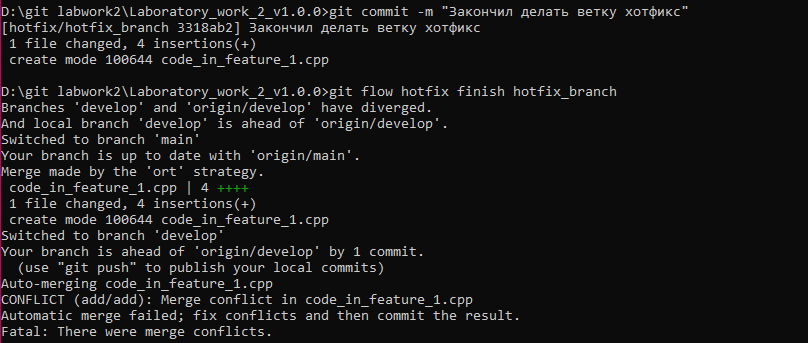 D:\git labwork2\Laboratory_work_2_v1.0.0>git commit -m "Закончил делать ветку хотфикс"
[hotfix/hotfix_branch 3318ab2] Закончил делать ветку хотфикс
 1 file changed, 4 insertions(+)
 create mode 100644 code_in_feature_1.cpp
D:\git labwork2\Laboratory_work_2_v1.0.0>git flow hotfix finish hotfix_branch
Branches 'develop' and 'origin/develop' have diverged.
And local branch 'develop' is ahead of 'origin/develop'.
Switched to branch 'main'
Your branch is up to date with 'origin/main'.
Merge made by the 'ort' strategy.
 code_in_feature_1.cpp | 4 ++++
 1 file changed, 4 insertions(+)
 create mode 100644 code_in_feature_1.cpp
Switched to branch 'develop'
Your branch is ahead of 'origin/develop' by 1 commit.
  (use "git push" to publish your local commits)
Auto-merging code_in_feature_1.cpp
CONFLICT (add/add): Merge conflict in code_in_feature_1.cpp
Automatic merge failed; fix conflicts and then commit the result.
Fatal: There were merge conflicts.